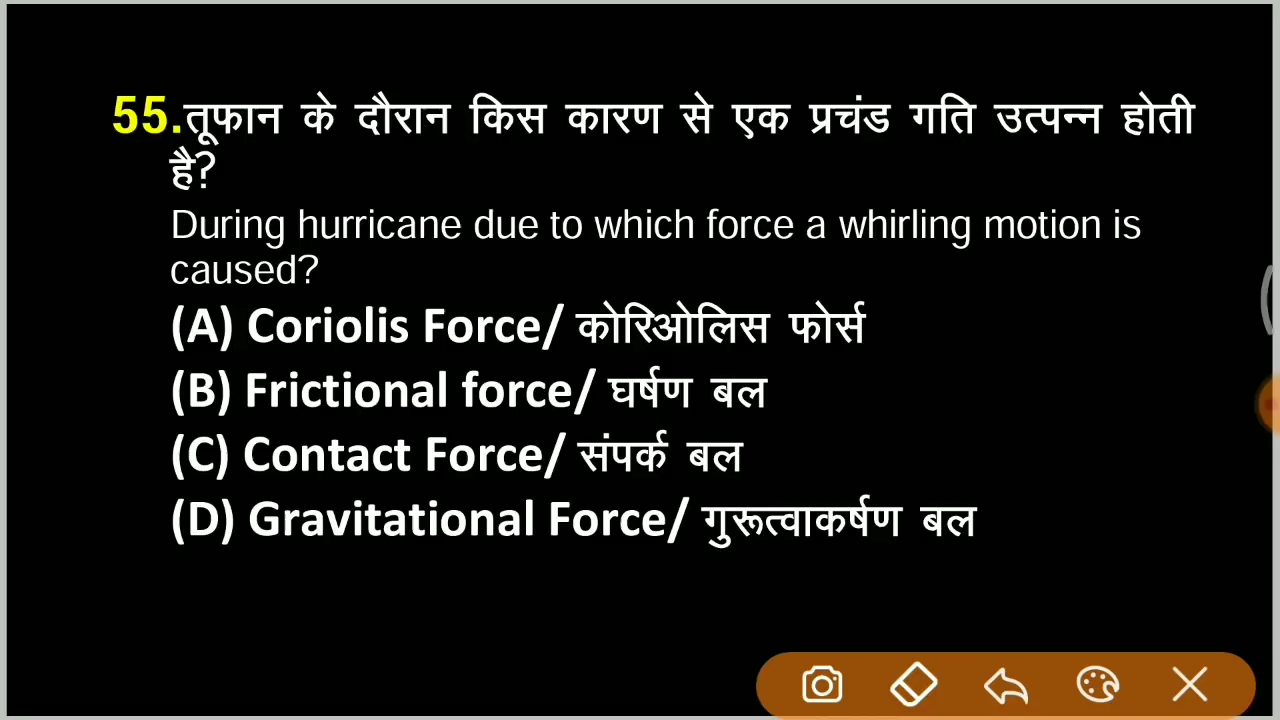 55.तूफान के दौरान किस कारण से एक प्रचंड गति उत्पन्न होती
है?
During hurricane due to which force a whirling motion is
caused?
(A) Coriolis Force/ कोरिओलिस फोर्स
(B) Frictional force/ घर्षण बल
(C) Contact Force/ संपर्क बल
(D) Gravitational Force/ गुरूत्वाकर्षण बल